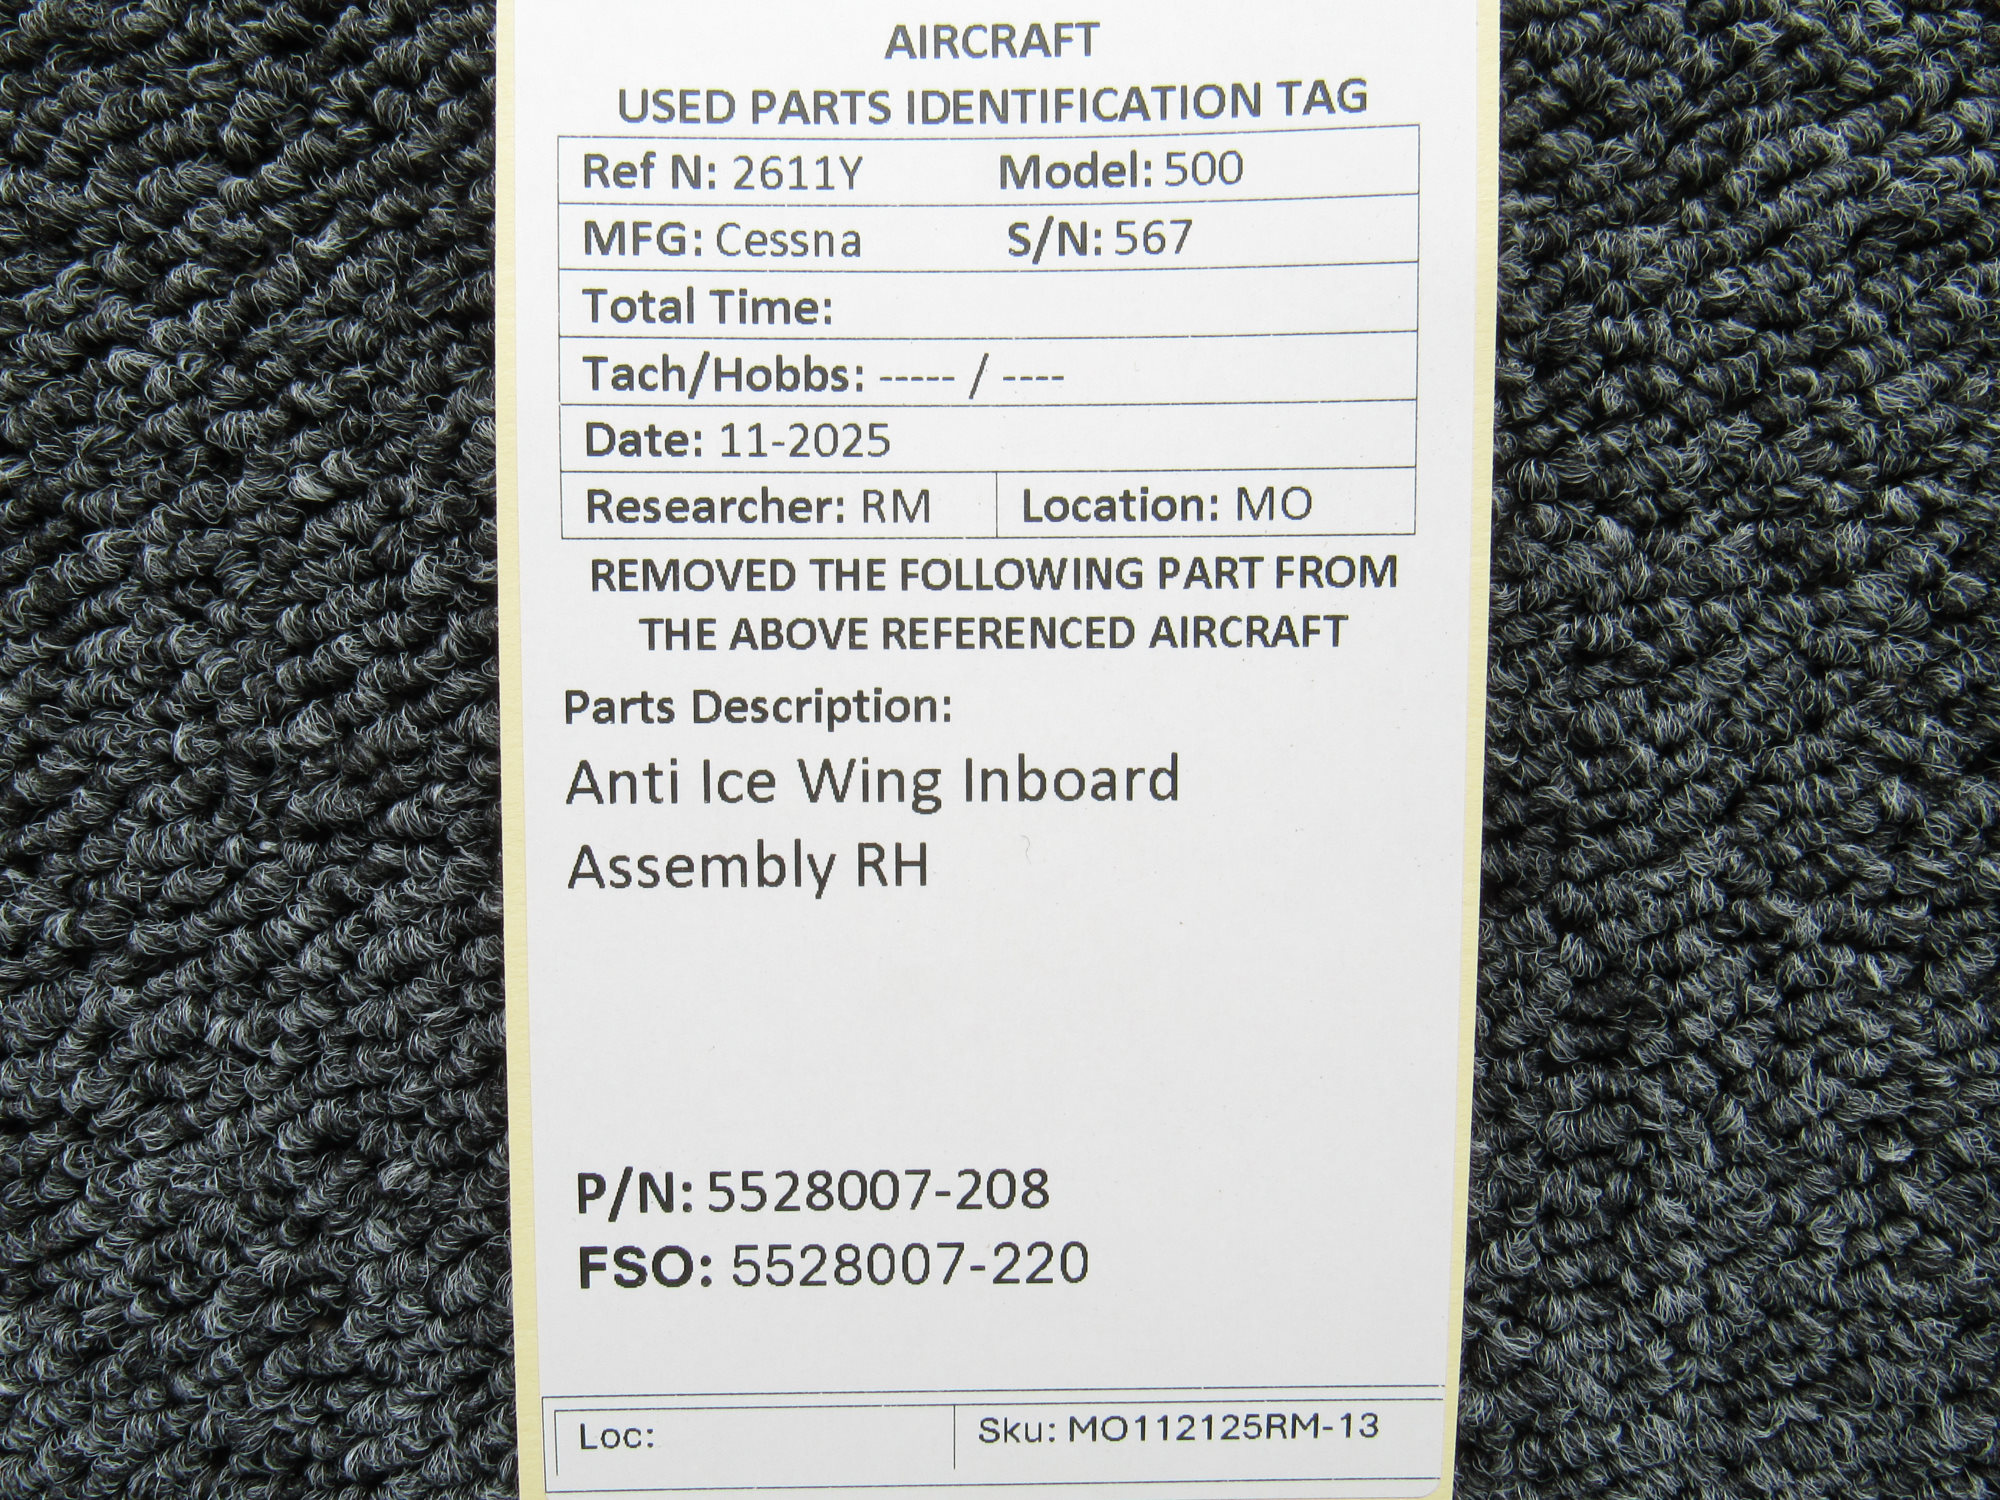 AIRCRAFT
USED PARTS IDENTIFICATION TAG
Ref N: 2611Y Model: 500
MFG: Cessna S/N: 567
Total Time:
Tach/Hobbs: ----- / ----
Date: 11-2025
Researcher: RM Location: MO
REMOVED THE FOLLOWING PART FROM
THE ABOVE REFERENCED AIRCRAFT
Parts Description:
Anti Ice Wing Inboard
Assembly RH
P/N: 5528007-208
FSO: 5528007-220
Loc: Sku: MO112125RM-13